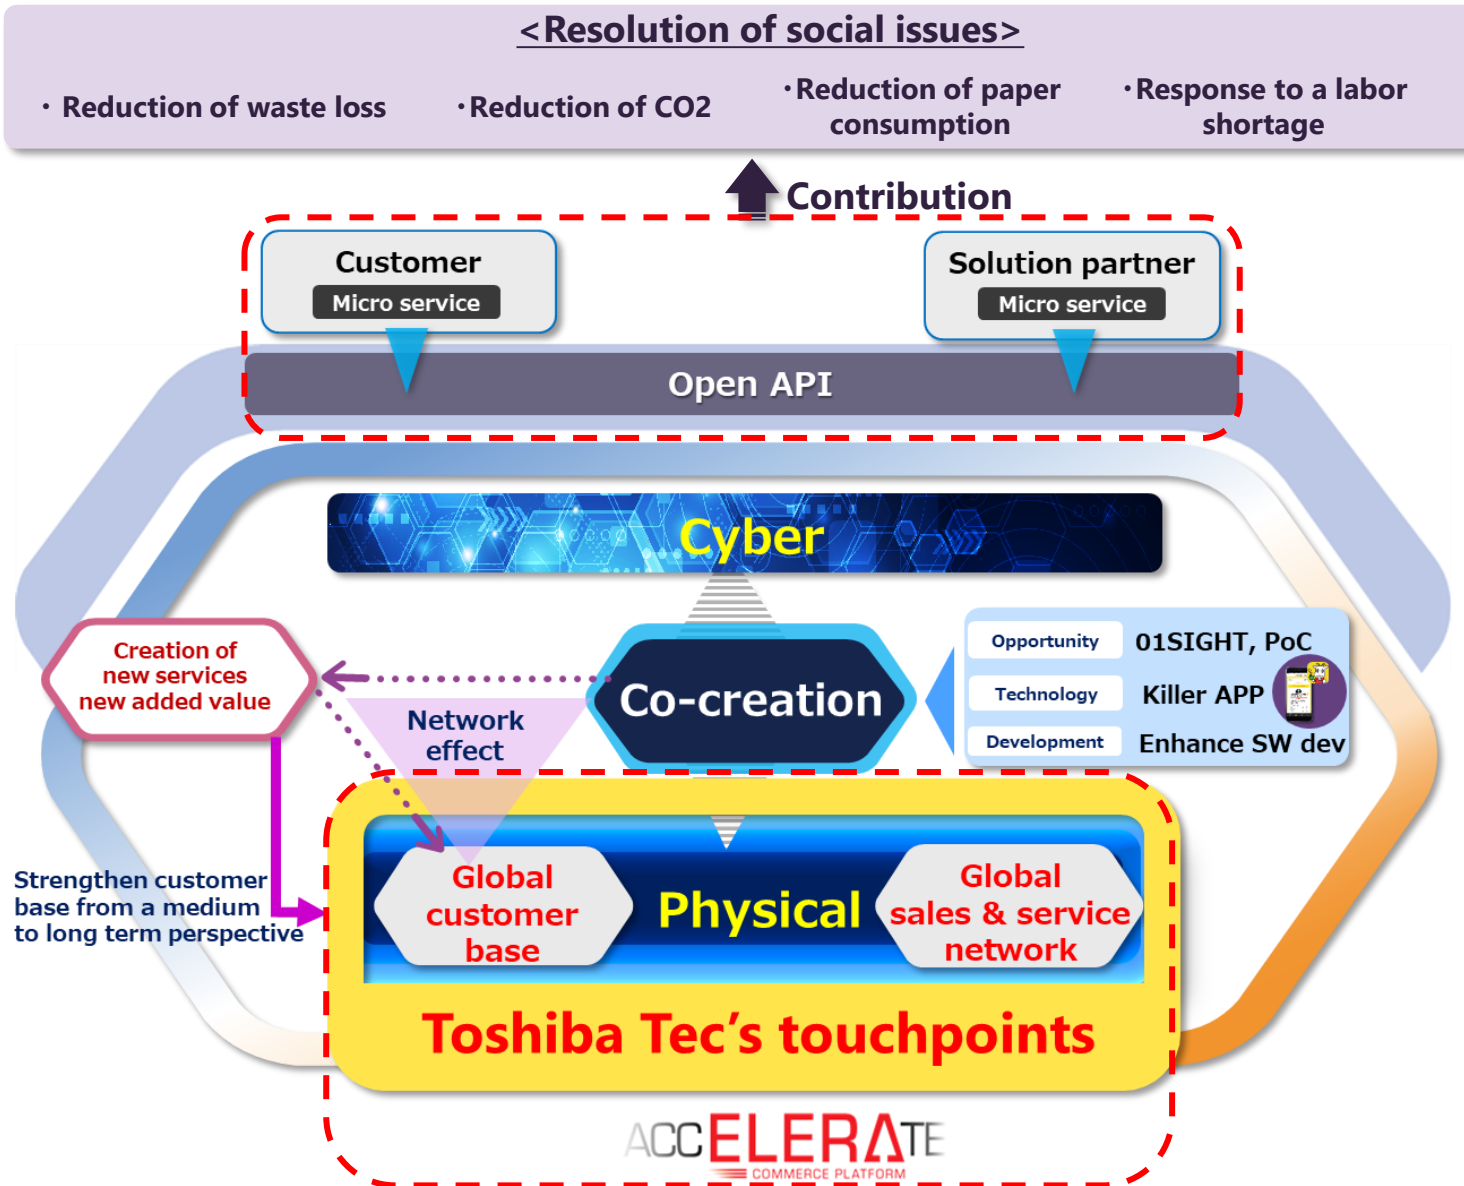 <Resolution of social issues>
・Reduction of waste loss
・Reduction of CO2
・Reduction of paper
consumption
・Response to a labor
shortage
Contribution
Customer
Micro service
Solution partner
Micro service
Open API
Cyber
Creation of
new services
new added value
Network
effect
Co-creation
Opportunity 01SIGHT, PoC
Technology Killer APP
Development Enhance SW dev
Strengthen customer
base from a medium
to long term perspective
Global
customer
base
Physical
Global
sales & service
network
Toshiba Tec’s touchpoints
ACCELERATE
COMMERCE PLATFORM